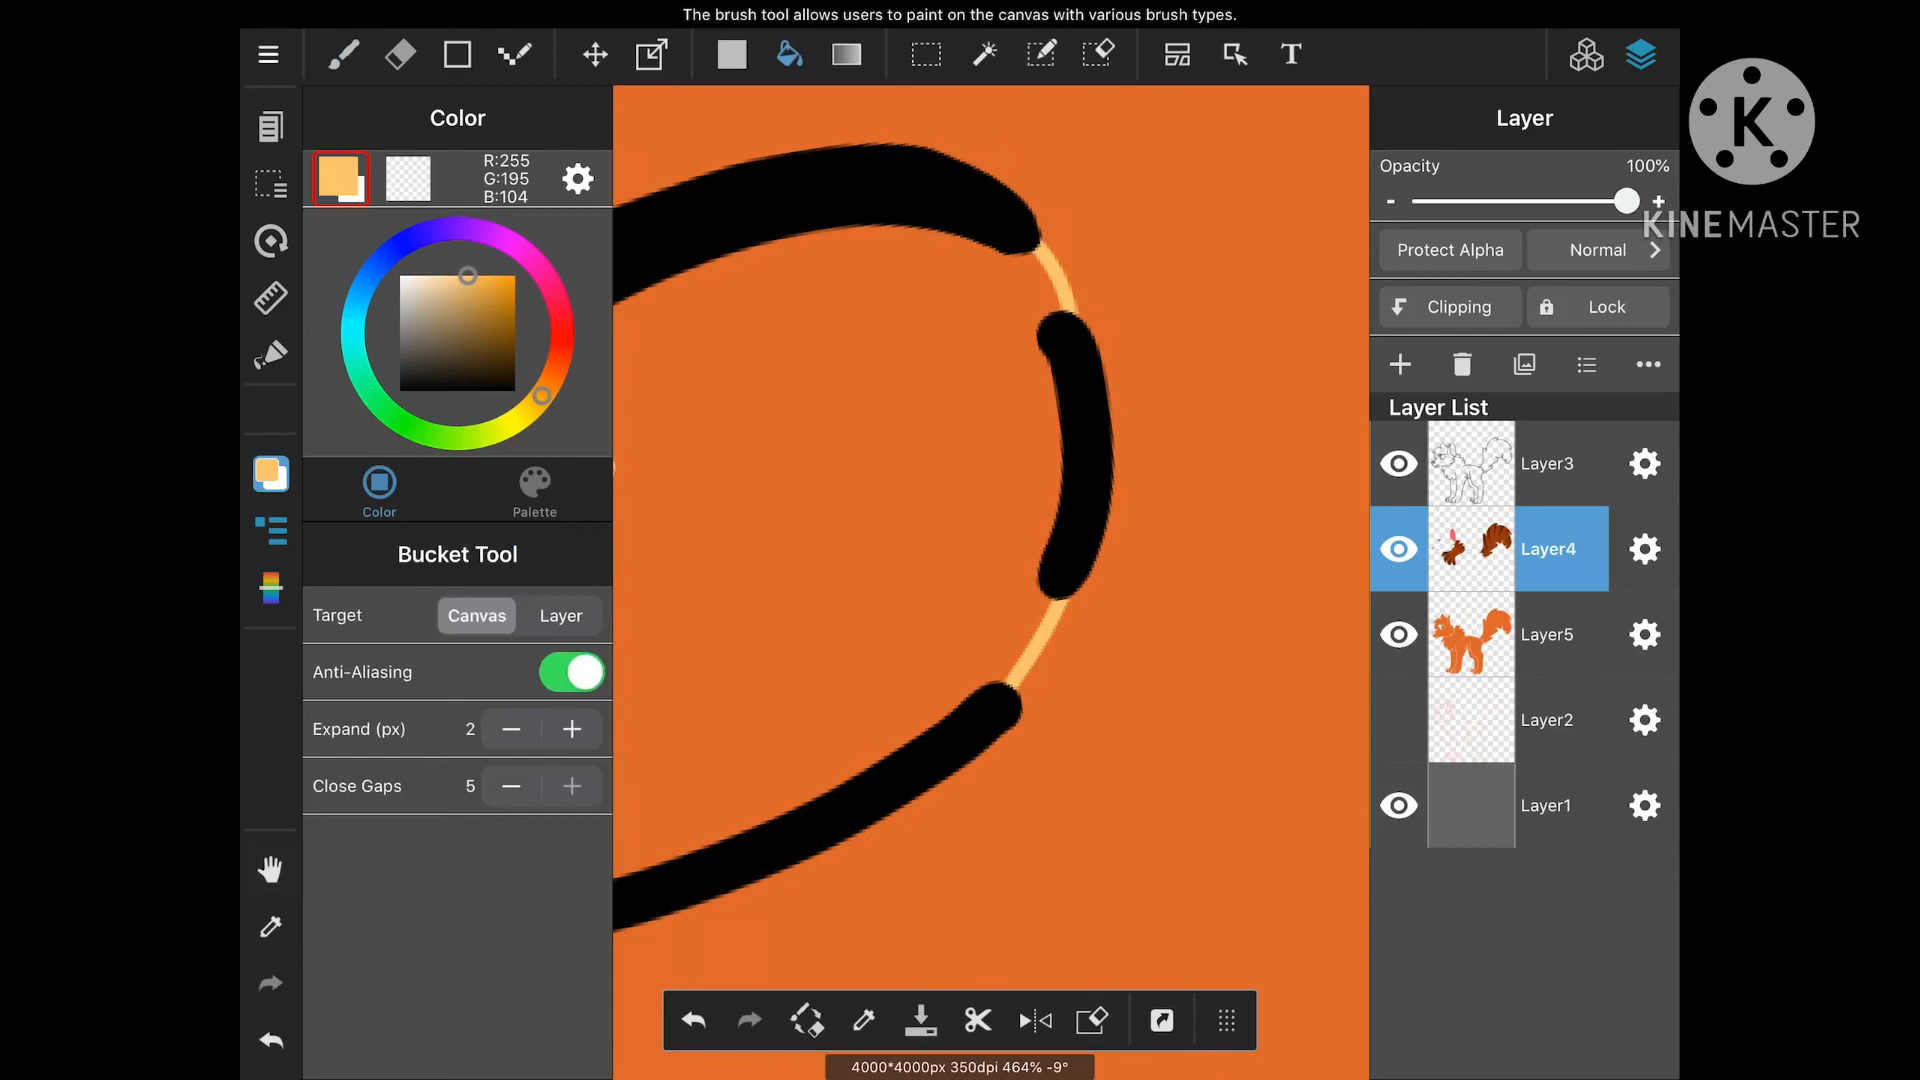 The brush tool allows users to paint on the canvas with various brush types.
T
Color
R:255
G:195
B:104
Color
Palette
Bucket Tool
Target
Canvas
Layer
Anti-Aliasing
Expand (px)
2
Close Gaps
5
Layer
Opacity
100%
Protect Alpha
Normal
Clipping
Lock
Layer List
Layer3
Layer4
Layer5
Layer2
Layer1
K
KINEMASTER
4000*4000px 350dpi 464% -9°